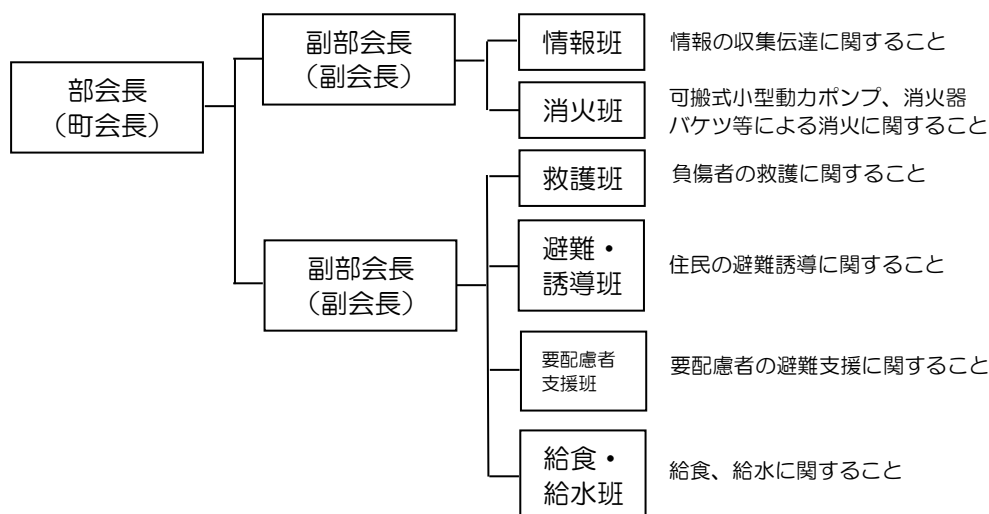 部会長
(町会長)
副部会長
(副会長)
情報班
情報の収集伝達に関すること
消火班
可搬式小型動力ポンプ、消火器
バケツ等による消火に関すること
救護班
負傷者の救護に関すること
副部会長
(副会長)
避難・
誘導班
住民の避難誘導に関すること
要配慮者
支援班
要配慮者の避難支援に関すること
給食・
給水班
給食、給水に関すること